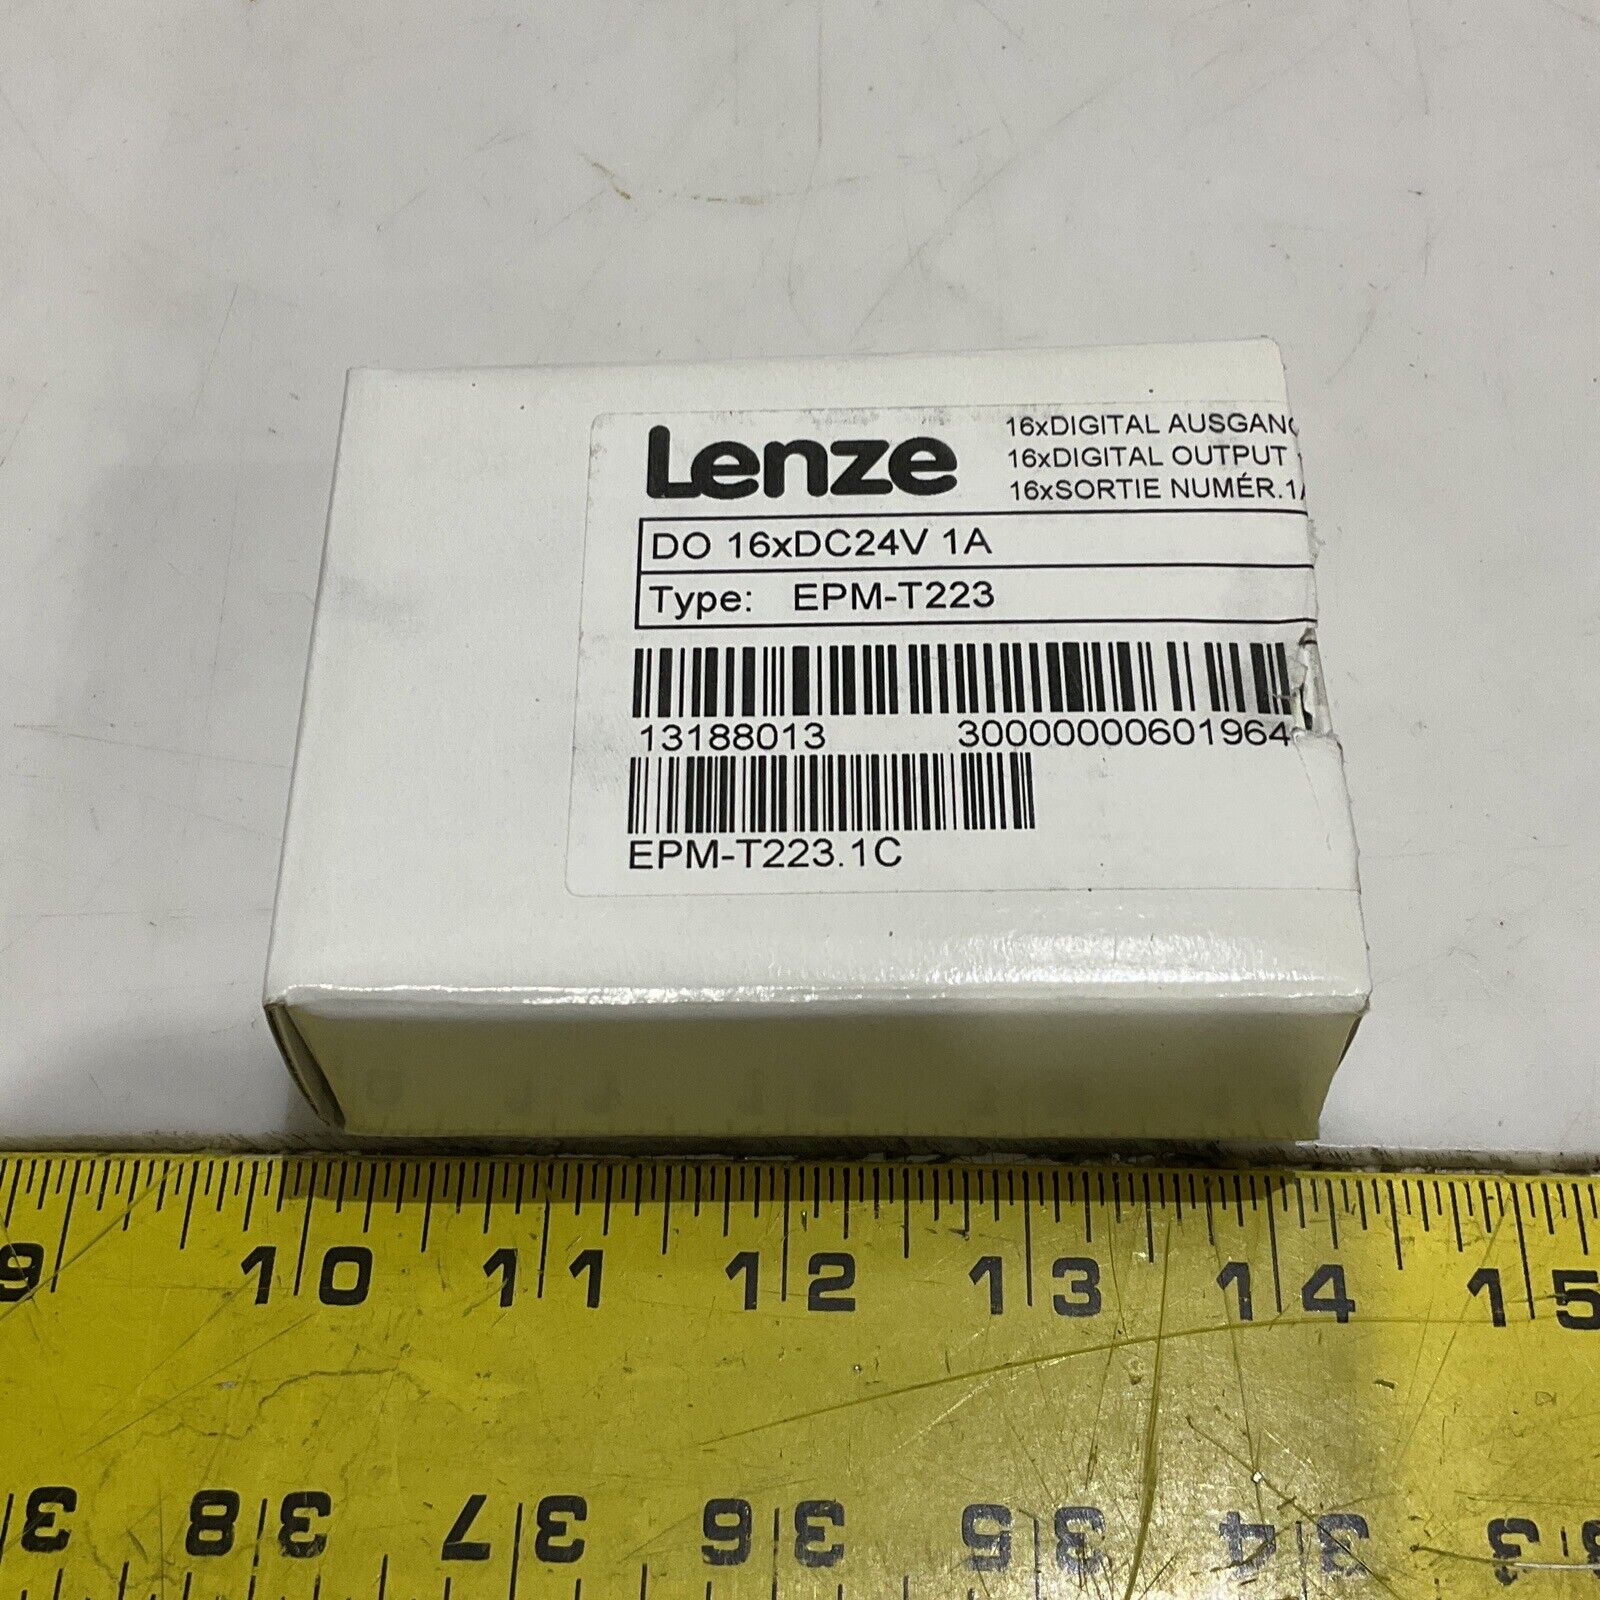 Lenze
16xDIGITAL AUSGANG
16xDIGITAL OUTPUT
16xSORTIE NUMÉR.1A
DO 16xDC24V 1A
Type: EPM-T223
13188013 30000000601964
EPM-T223.1C
9 10 11 12 13 14 15
38 37 36 35 34